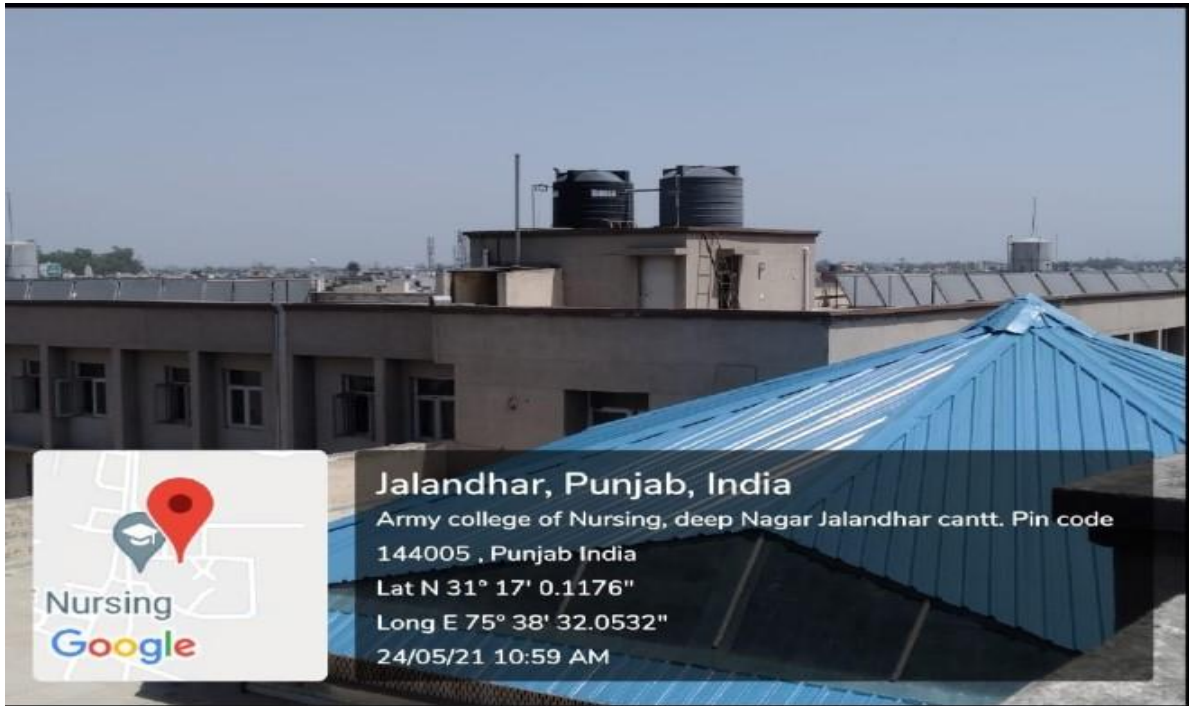 Jalandhar, Punjab, India
Army college of Nursing, deep Nagar Jalandhar cantt. Pin code
144005 , Punjab India
Lat N 31° 17' 0.1176"
Long E 75° 38' 32.0532"
24/05/21 10:59 AM
Nursing
Google